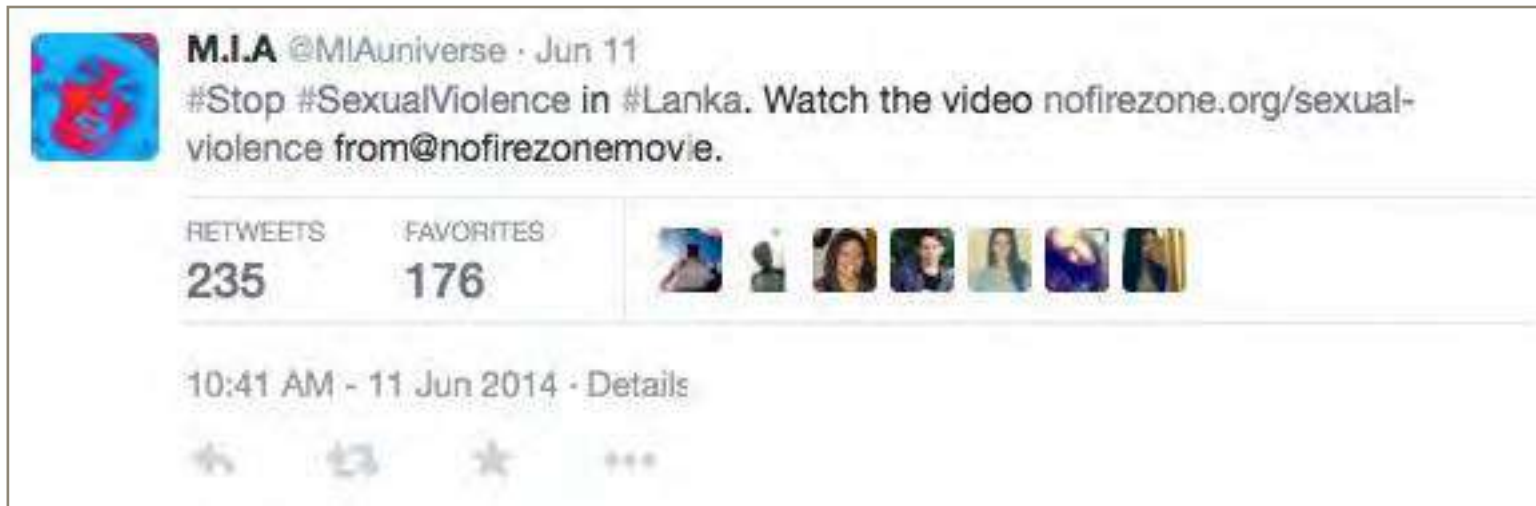 M.I.A @MIAuniverse · Jun 11
#Stop #SexualViolence in #Lanka. Watch the video nofirezone.org/sexual-
violence from@nofirezonemovie.
RETWEETS FAVORITES
235 176
10:41 AM - 11 Jun 2014 · Details